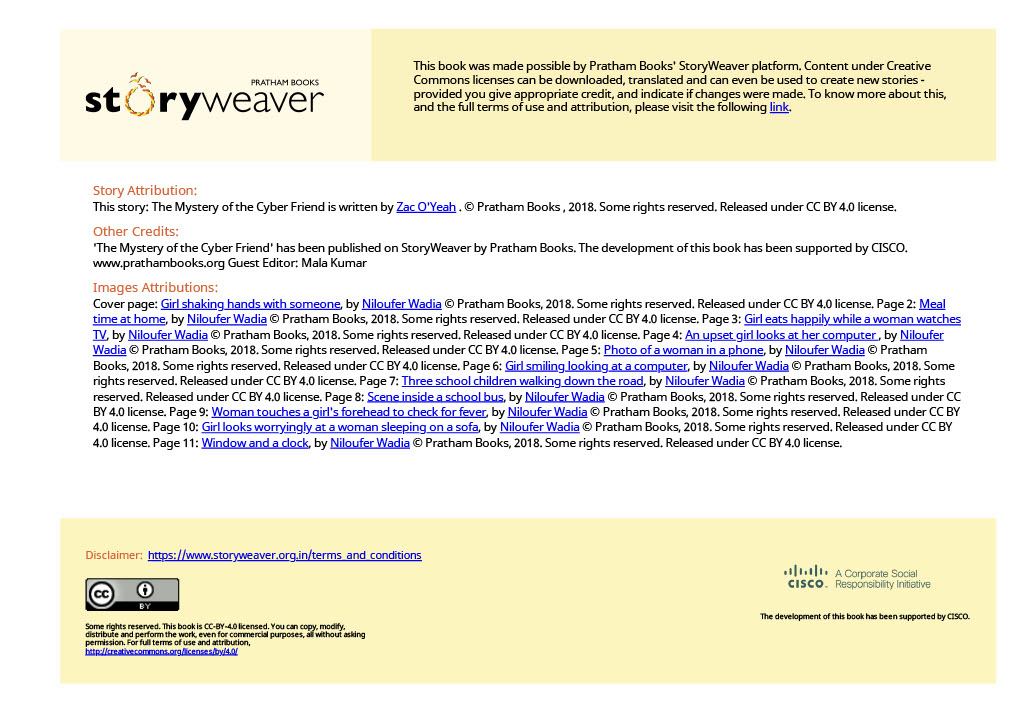 PRATHAM BOOKS
storyweaver
This book was made possible by Pratham Books' StoryWeaver platform. Content under Creative
Commons licenses can be downloaded, translated and can even be used to create new stories -
provided you give appropriate credit, and indicate if changes were made. To know more about this,
and the full terms of use and attribution, please visit the following link.
Story Attribution:
This story: The Mystery of the Cyber Friend is written by Zac O'Yeah . © Pratham Books , 2018. Some rights reserved. Released under CC BY 4.0 license.
Other Credits:
'The Mystery of the Cyber Friend' has been published on StoryWeaver by Pratham Books. The development of this book has been supported by CISCO.
www.prathambooks.org Guest Editor: Mala Kumar
Images Attributions:
Cover page: Girl shaking hands with someone, by Niloufer Wadia © Pratham Books, 2018. Some rights reserved. Released under CC BY 4.0 license. Page 2: Meal
time at home, by Niloufer Wadia © Pratham Books, 2018. Some rights reserved. Released under CC BY 4.0 license. Page 3: Girl eats happily while a woman watches
TV, by Niloufer Wadia © Pratham Books, 2018. Some rights reserved. Released under CC BY 4.0 license. Page 4: An upset girl looks at her computer , by Niloufer
Wadia © Pratham Books, 2018. Some rights reserved. Released under CC BY 4.0 license. Page 5: Photo of a woman in a phone, by Niloufer Wadia © Pratham
Books, 2018. Some rights reserved. Released under CC BY 4.0 license. Page 6: Girl smiling looking at a computer, by Niloufer Wadia © Pratham Books, 2018. Some
rights reserved. Released under CC BY 4.0 license. Page 7: Three school children walking down the road, by Niloufer Wadia © Pratham Books, 2018. Some rights
reserved. Released under CC BY 4.0 license. Page 8: Scene inside a school bus, by Niloufer Wadia © Pratham Books, 2018. Some rights reserved. Released under CC
BY 4.0 license. Page 9: Woman touches a girl's forehead to check for fever, by Niloufer Wadia © Pratham Books, 2018. Some rights reserved. Released under CC BY
4.0 license. Page 10: Girl looks worryingly at a woman sleeping on a sofa, by Niloufer Wadia © Pratham Books, 2018. Some rights reserved. Released under CC BY
4.0 license. Page 11: Window and a clock, by Niloufer Wadia © Pratham Books, 2018. Some rights reserved. Released under CC BY 4.0 license.
Disclaimer: https://www.storyweaver.org.in/terms_and_conditions
cc BY
Some rights reserved. This book is CC-BY-4.0 licensed. You can copy, modify,
distribute and perform the work, even for commercial purposes, all without asking
permission. For full terms of use and attribution,
http://creativecommons.org/licenses/by/4.0/
CISCO. A Corporate Social
Responsibility Initiative
The development of this book has been supported by CISCO.